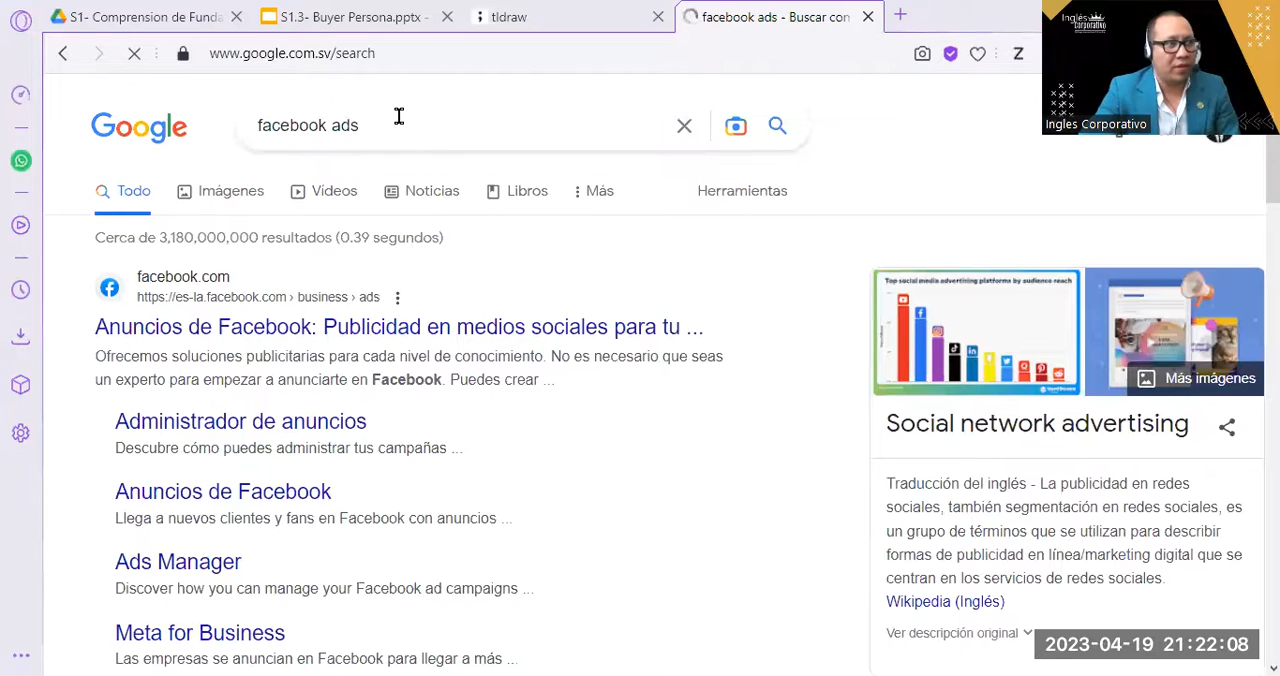 S1- Comprension de Funda
S1.3- Buyer Persona.pptx -
tldraw
facebook ads - Buscar con
www.google.com.sv/search
Z
Inglés
Corporativo
Ingles Corporativo
Google
facebook ads
Todo
Imágenes
Vídeos
Noticias
Libros
Más
Herramientas
Cerca de 3,180,000,000 resultados (0.39 segundos)
facebook.com
https://es-la.facebook.com › business › ads
Anuncios de Facebook: Publicidad en medios sociales para tu ...
Ofrecemos soluciones publicitarias para cada nivel de conocimiento. No es necesario que seas
un experto para empezar a anunciarte en Facebook. Puedes crear ...
Administrador de anuncios
Descubre cómo puedes administrar tus campañas ...
Anuncios de Facebook
Llega a nuevos clientes y fans en Facebook con anuncios ...
Ads Manager
Discover how you can manage your Facebook ad campaigns ...
Meta for Business
Las empresas se anuncian en Facebook para llegar a más ...
Top social media advertising platforms by audience reach
Más imágenes
Social network advertising
Traducción del inglés - La publicidad en redes
sociales, también segmentación en redes sociales, es
un grupo de términos que se utilizan para describir
formas de publicidad en línea/marketing digital que se
centran en los servicios de redes sociales.
Wikipedia (Inglés)
Ver descripción original
2023-04-19 21:22:08